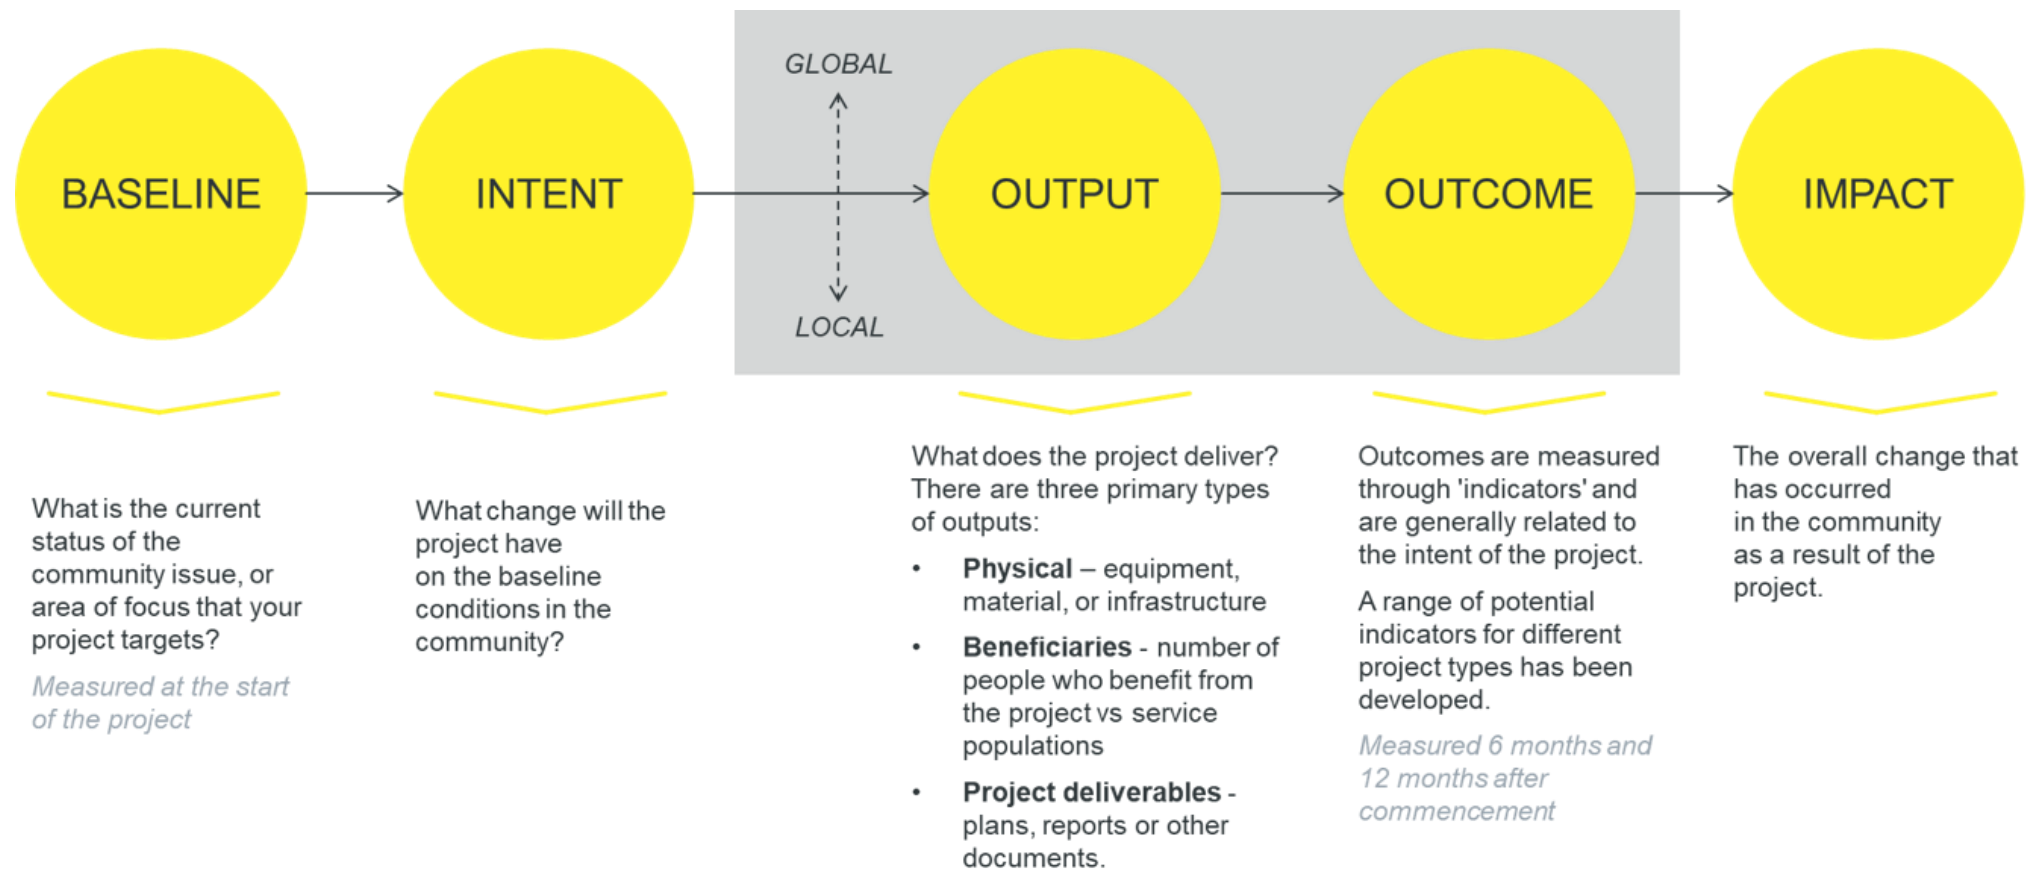 GLOBAL
BASELINE
INTENT
OUTPUT
OUTCOME
IMPACT
LOCAL
What is the current
status of the
community issue, or
area of focus that your
project targets?
Measured at the start
of the project
What change will the
project have
on the baseline
conditions in the
community?
What does the project deliver?
There are three primary types
of outputs:
• Physical – equipment,
material, or infrastructure
• Beneficiaries - number of
people who benefit from
the project vs service
populations
• Project deliverables -
plans, reports or other
documents.
Outcomes are measured
through 'indicators' and
are generally related to
the intent of the project.
A range of potential
indicators for different
project types has been
developed.
Measured 6 months and
12 months after
commencement
The overall change that
has occurred
in the community
as a result of the
project.